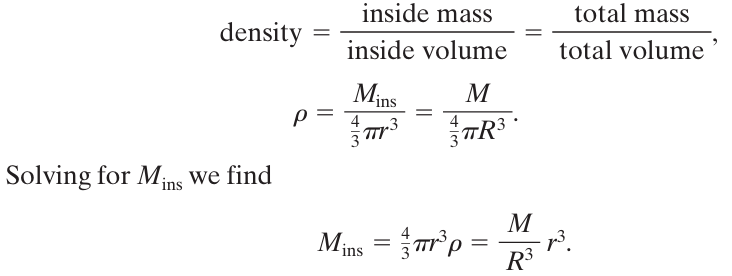 density = inside mass / inside volume = total mass / total volume,
ρ = M_ins / (4/3 πr³) = M / (4/3 πR³).
Solving for M_ins we find
M_ins = 4/3 πr³ρ = M / R³ r³.